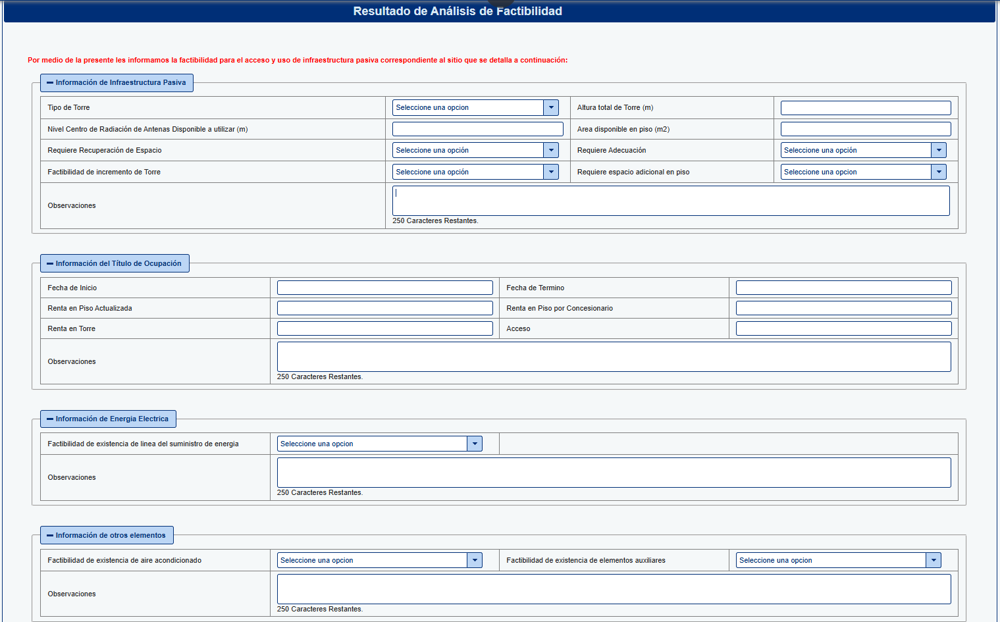 Resultado de Análisis de Factibilidad
Por medio de la presente les informamos la factibilidad para el acceso y uso de infraestructura pasiva correspondiente al sitio que se detalla a continuación:
Información de Infraestructura Pasiva
Tipo de Torre Seleccione una opcion Altura total de Torre (m)
Nivel Centro de Radiación de Antenas Disponible a utilizar (m) Area disponible en piso (m2)
Requiere Recuperación de Espacio Seleccione una opción Requiere Adecuación Seleccione una opción
Factibilidad de incremento de Torre Seleccione una opción Requiere espacio adicional en piso Seleccione una opcion
Observaciones
250 Caracteres Restantes.
Información del Título de Ocupación
Fecha de Inicio Fecha de Termino
Renta en Piso Actualizada Renta en Piso por Concesionario
Renta en Torre Acceso
Observaciones
250 Caracteres Restantes.
Información de Energia Electrica
Factibilidad de existencia de linea del suministro de energia Seleccione una opcion
Observaciones
250 Caracteres Restantes.
Información de otros elementos
Factibilidad de existencia de aire acondicionado Seleccione una opcion Factibilidad de existencia de elementos auxiliares Seleccione una opcion
Observaciones
250 Caracteres Restantes.